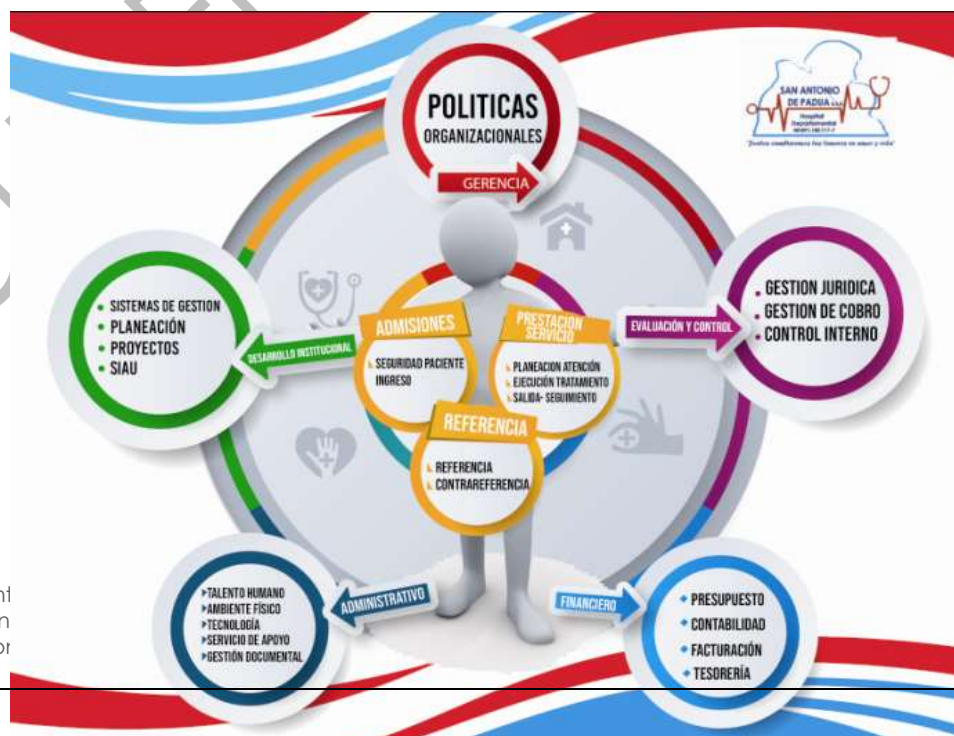 SAN ANTONIO
DE PADUA
Hospital
Departamental
POLITICAS
ORGANIZACIONALES
GERENCIA
SISTEMAS DE GESTION
PLANEACIÓN
PROYECTOS
SIAU
DESARROLLO INSTITUCIONAL
ADMISIONES
SEGURIDAD PACIENTE
INGRESO
PRESTACION
SERVICIO
PLANEACION ATENCIÓN
EJECUCIÓN TRATAMIENTO
SALIDA- SEGUIMIENTO
EVALUACIÓN Y CONTROL
GESTION JURIDICA
GESTION DE COBRO
CONTROL INTERNO
REFERENCIA
REFERENCIA
CONTRAREFERENCIA
TALENTO HUMANO
AMBIENTE FÍSICO
TECNOLOGÍA
SERVICIO DE APOYO
GESTIÓN DOCUMENTAL
ADMINISTRATIVO
FINANCIERO
PRESUPUESTO
CONTABILIDAD
FACTURACIÓN
TESORERÍA